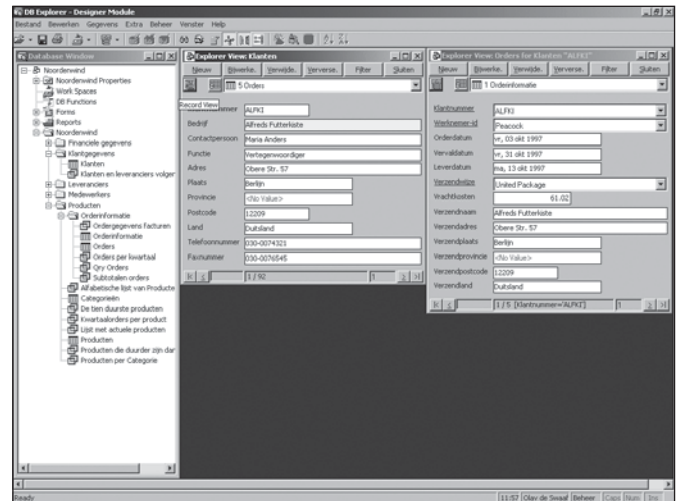 DB Explorer - Designer Module
Bestand Bewerken Gegevens Extra Beheer Venster Help
Database Window
Noordenwind
Noordenwind Properties
Work Spaces
DB Functions
Forms
Reports
Noordenwind
Financiele gegevens
Klantgegevens
Klanten
Klanten en leveranciers volger
Leveranciers
Medewerkers
Producten
Orderinformatie
Ordergegevens facturen
Orderinformatie
Orders
Orders per kwartaal
Qry Orders
Subtotalen orders
Alfabetische lijst van Producte
Categorieën
De tien duurste producten
Kwartaalorders per product
Lijst met actuele producten
Producten
Producten die duurder zijn dan
Producten per Categorie
Explorer View: Klanten
Nieuw Bijwerke. Verwijde. Ververse. Filter Sluiten
5 Orders
Record View
ALFKI
Bedrijf Alfreds Futterkiste
Contactpersoon Maria Anders
Functie Vertegenwoordiger
Adres Obere Str. 57
Plaats Berlijn
Provincie <No Value>
Postcode 12209
Land Duitsland
Telefoonnummer 030-0074321
Faxnummer 030-0076545
1 / 92 1
Explorer View: Orders for Klanten "ALFKI"
Nieuw Bijwerke. Verwijde. Ververse. Filter Sluiten
1 Orderinformatie
Klantnummer ALFKI
Werknemer-id Peacock
Orderdatum vr, 03 okt 1997
Vervaldatum vr, 31 okt 1997
Leverdatum ma, 13 okt 1997
Verzendwijze United Package
Vrachtkosten 61.02
Verzendnaam Alfreds Futterkiste
Verzendadres Obere Str. 57
Verzendplaats Berlijn
Verzendprovincie <No Value>
Verzendpostcode 12209
Verzendland Duitsland
1 / 5 [Klantnummer='ALFKI'] 1
Ready 11:57 Olav de Swaaf Beheer Caps Num Ins